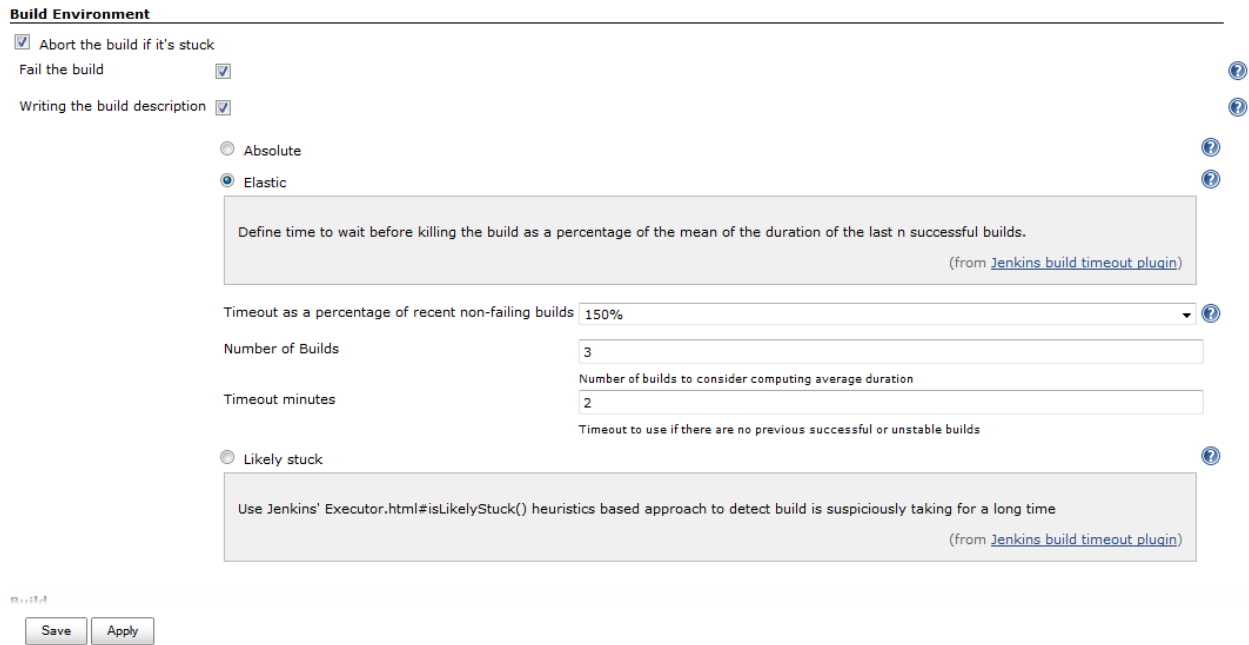 Build Environment
Abort the build if it's stuck
Fail the build
Writing the build description
Absolute
Elastic
Define time to wait before killing the build as a percentage of the mean of the duration of the last n successful builds.
(from Jenkins build timeout plugin)
Timeout as a percentage of recent non-failing builds 150%
Number of Builds 3
Number of builds to consider computing average duration
Timeout minutes 2
Timeout to use if there are no previous successful or unstable builds
Likely stuck
Use Jenkins' Executor.html#isLikelyStuck() heuristics based approach to detect build is suspiciously taking for a long time
(from Jenkins build timeout plugin)
Build
Save Apply